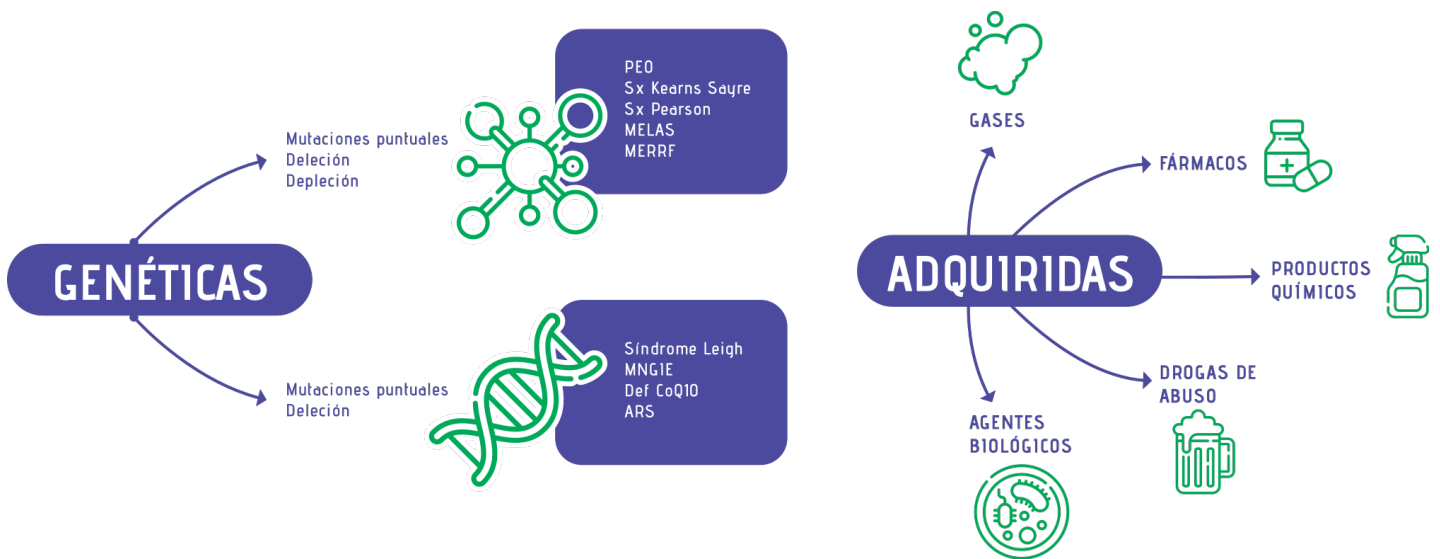 GENÉTICAS
Mutaciones puntuales
Deleción
Depleción
PEO
Sx Kearns Sayre
Sx Pearson
MELAS
MERRF
Mutaciones puntuales
Deleción
Síndrome Leigh
MNGIE
Def CoQ10
ARS
ADQUIRIDAS
GASES
FÁRMACOS
PRODUCTOS
QUÍMICOS
DROGAS DE
ABUSO
AGENTES
BIOLÓGICOS